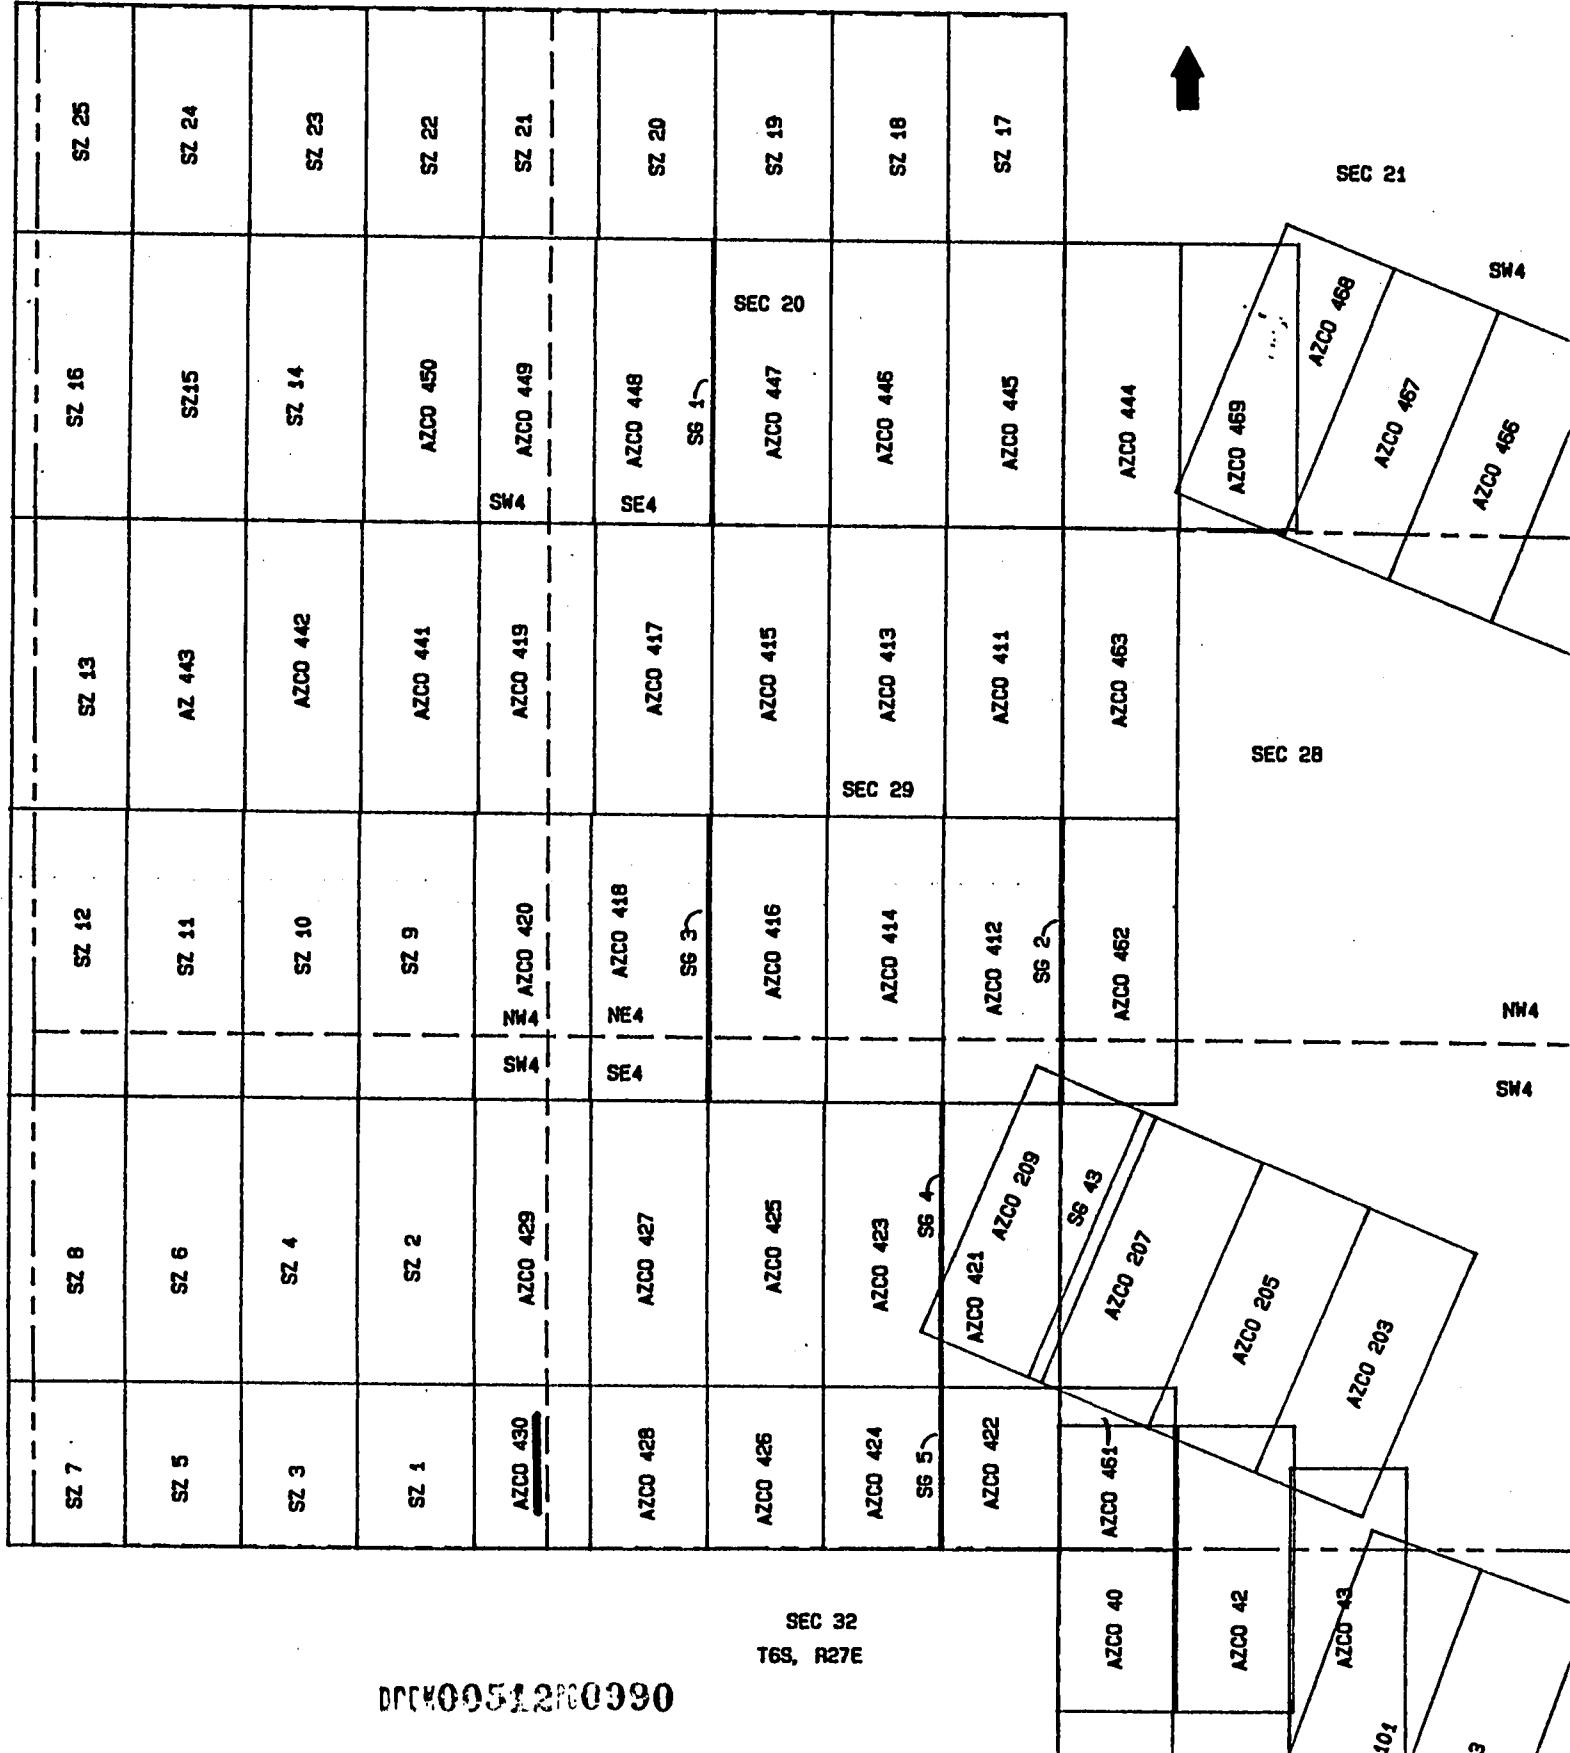 SZ 25
SZ 24
SZ 23
SZ 22
SZ 21
SZ 20
SZ 19
SZ 18
SZ 17
SEC 21
SW4
SEC 20
SZ 16
SZ15
SZ 14
AZCO 450
AZCO 449
AZCO 448
SG 1
AZCO 447
AZCO 446
AZCO 445
AZCO 444
AZCO 469
AZCO 468
AZCO 467
AZCO 466
SW4
SE4
SZ 13
AZ 443
AZCO 442
AZCO 441
AZCO 419
AZCO 417
AZCO 415
AZCO 413
AZCO 411
AZCO 463
SEC 28
SEC 29
SZ 12
SZ 11
SZ 10
SZ 9
AZCO 420
AZCO 418
SG 3
AZCO 416
AZCO 414
AZCO 412
SG 2
AZCO 462
NW4
NE4
NW4
SW4
SE4
SW4
SZ 8
SZ 6
SZ 4
SZ 2
AZCO 429
AZCO 427
AZCO 425
AZCO 423
SG 4
AZCO 421
AZCO 209
SG 43
AZCO 207
AZCO 205
AZCO 203
SZ 7
SZ 5
SZ 3
SZ 1
AZCO 430
AZCO 428
AZCO 426
AZCO 424
SG 5
AZCO 422
AZCO 461
AZCO 40
AZCO 42
AZCO 43
SEC 32
T6S, R27E
101
3